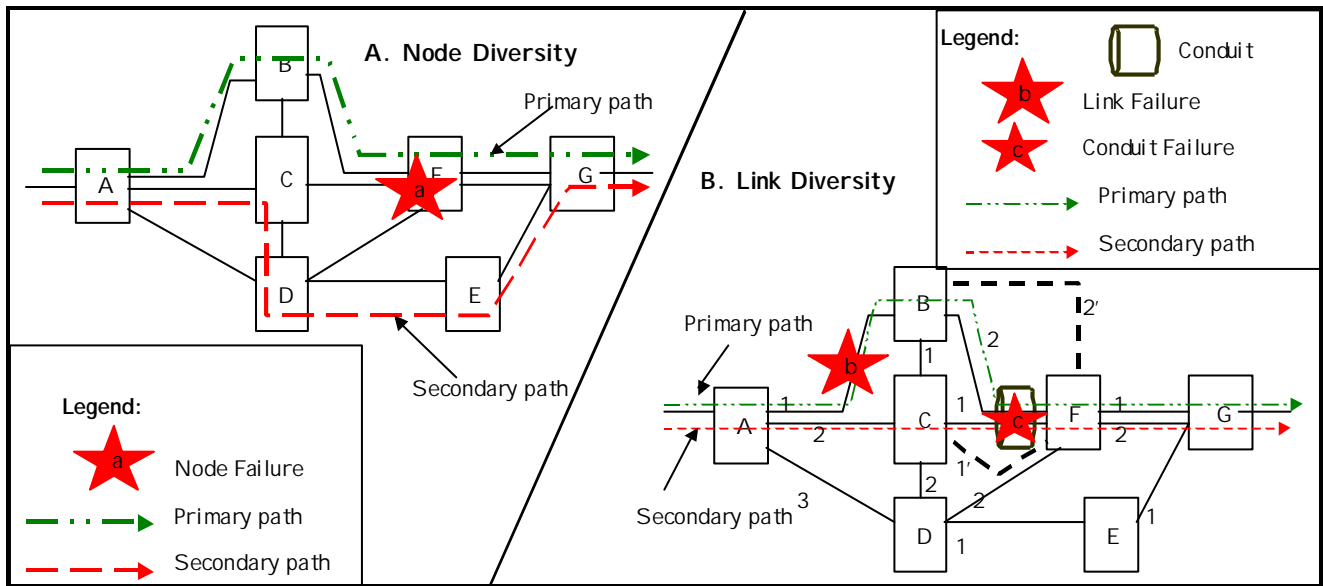 A. Node Diversity
B
Primary path
A
C
F
a
G
D
E
Secondary path
Legend:
a
Node Failure
Primary path
Secondary path
Legend:
Conduit
b
Link Failure
c
Conduit Failure
Primary path
Secondary path
B. Link Diversity
B
2'
Primary path
2
b
1
1
1
c
F
1
G
A
C
2
2
1'
Secondary path
3
2
2
D
1
E
1